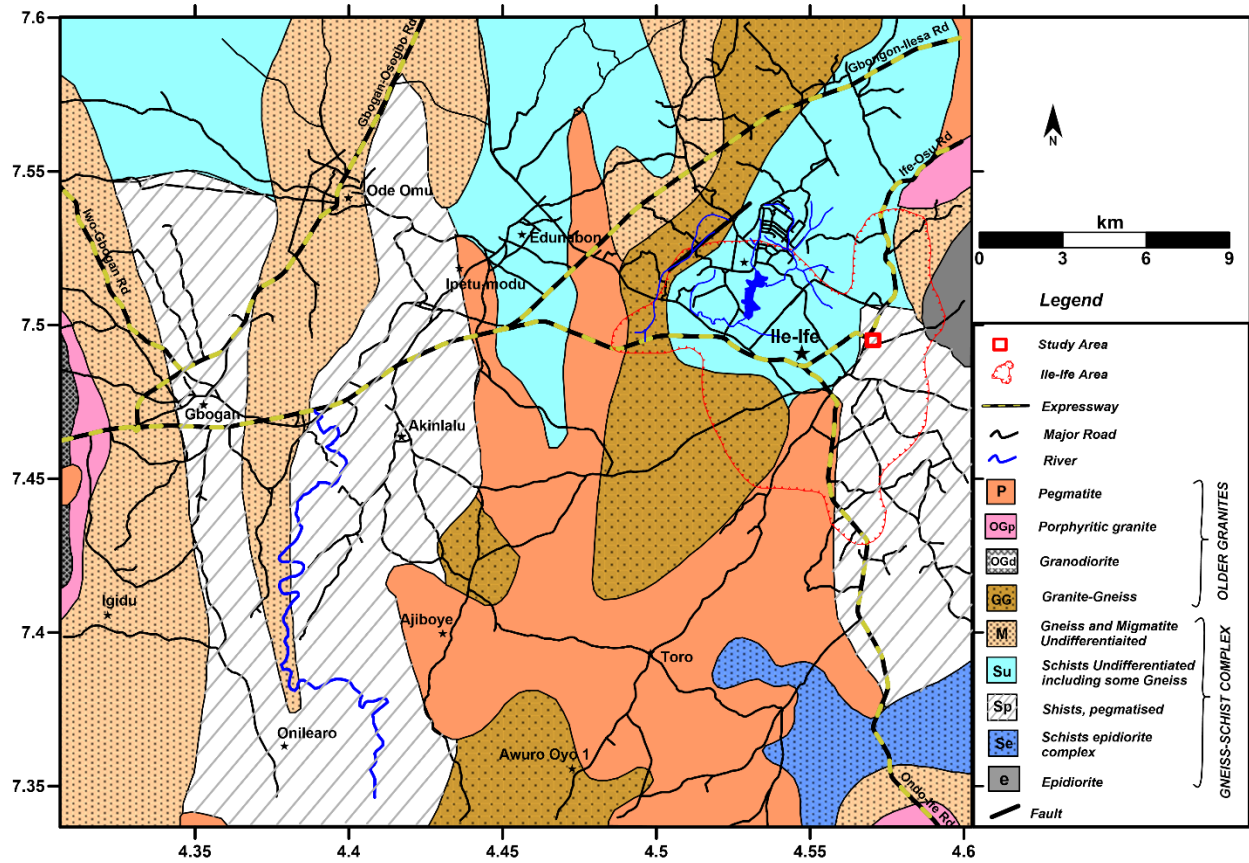 7.6
7.55
7.5
7.45
7.4
7.35
4.35
4.4
4.45
4.5
4.55
4.6
Gbogan-Osogbo Rd
Gbongon-Ilesa Rd
Ife-Osu Rd
Iwo-Gbogan Rd
Ondo-Ife Rd
Ode Omu
Edunabon
Ipetu-modu
Ile-Ife
Gbogan
Akinlalu
Igidu
Ajiboye
Toro
Onilearo
Awuro Oyo 1
N
km
0 3 6 9
Legend
Study Area
Ile-Ife Area
Expressway
Major Road
River
P Pegmatite
OGp Porphyritic granite
OGd Granodiorite
GG Granite-Gneiss
OLDER GRANITES
M Gneiss and Migmatite
Undifferentiaited
Su Schists Undifferentiated
including some Gneiss
Sp Shists, pegmatised
Se Schists epidiorite
complex
e Epidiorite
GNEISS-SCHIST COMPLEX
Fault